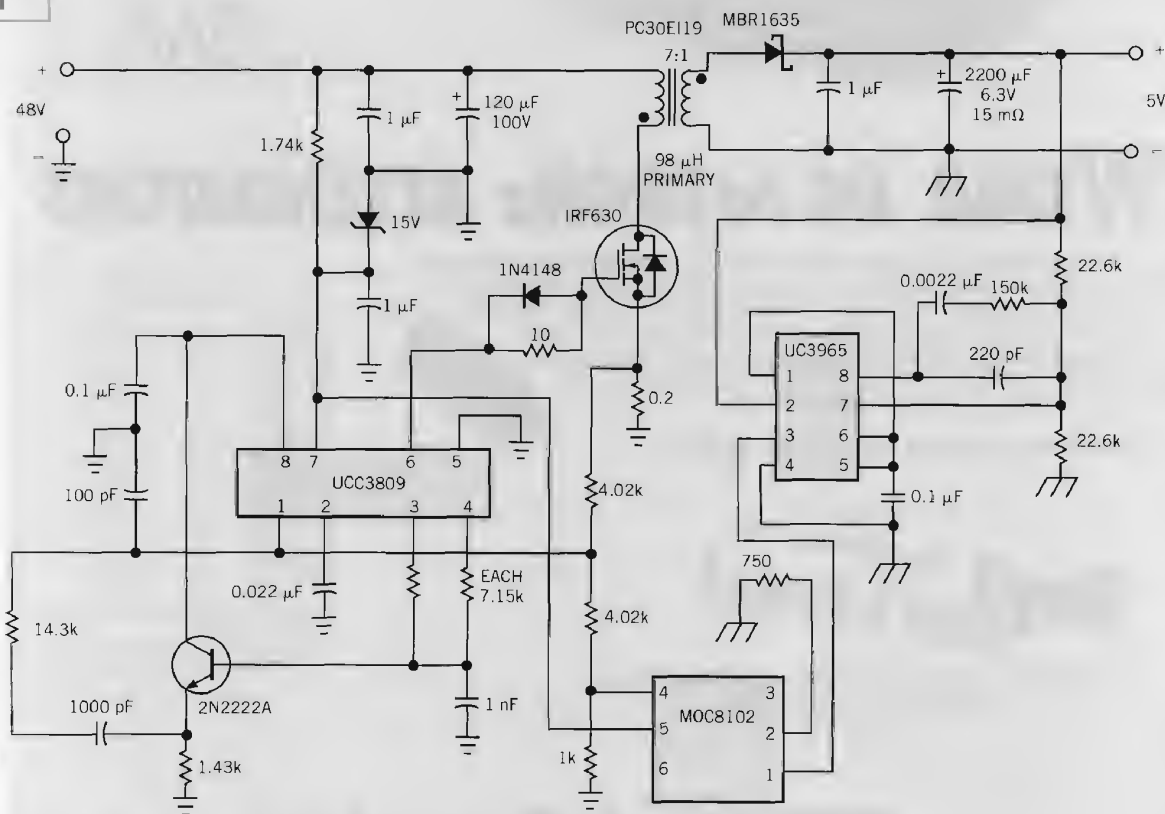 PC30EI19
MBR1635
7:1
+
48V
-
1.74k
1 µF
+
120 µF
100V
98 µH
PRIMARY
1 µF
+
2200 µF
6.3V
15 mΩ
+
5V
-
15V
IRF630
1N4148
1 µF
10
0.2
22.6k
0.0022 µF
150k
UC3965
1
2
3
4
8
7
6
5
220 pF
22.6k
0.1 µF
0.1 µF
100 pF
8
7
6
5
UCC3809
1
2
3
4
4.02k
0.022 µF
EACH
7.15k
4.02k
750
14.3k
2N2222A
1000 pF
1.43k
1 nF
1k
MOC8102
4
5
6
3
2
1